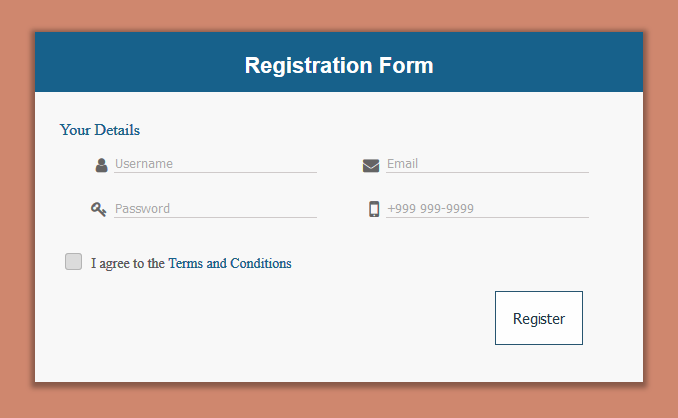 Registration Form
Your Details
Username
Email
Password
+999 999-9999
I agree to the Terms and Conditions
Register